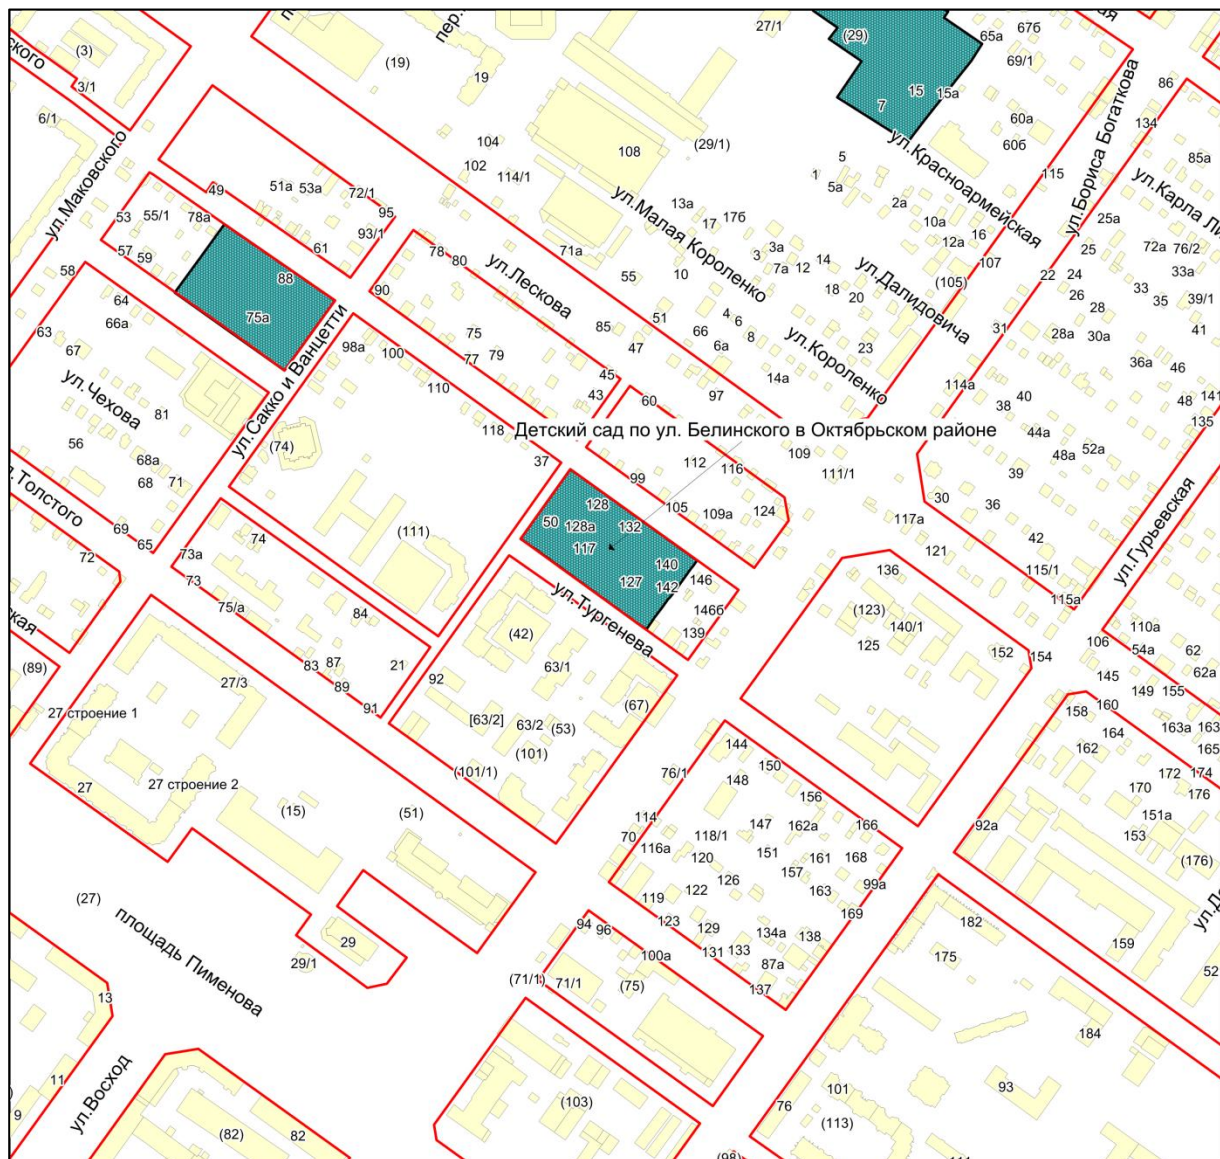 (3)
3/1
6/1
ул.Маковского
(19)
19
27/1
(29)
65а
67б
69/1
15
15а
7
60а
60б
86
134
85а
ул.Бориса Богаткова
ул.Красноармейская
115
104
102
114/1
108
(29/1)
5
1
5а
2а
10а
12а
16
107
(105)
25а
25
22
24
26
28
28а
30а
72а
76/2
33а
33
35
39/1
41
31
49
51а
53а
72/1
95
93/1
61
53
55/1
78а
57
59
58
88
75а
78
80
90
ул.Лескова
71а
55
13а
17
17б
ул.Малая Короленко
10
3
3а
7а
12
14
18
20
23
ул.Дапидовича
ул.Короленко
51
66
4
6
6а
8
14а
85
47
45
43
75
77
79
64
66а
63
67
ул.Чехова
81
56
68а
68
71
69
65
ул.Толстого
72
ул.Сакко и Ванцетти
98а
100
110
118
37
(74)
(111)
60
97
Детский сад по ул. Белинского в Октябрьском районе
112
116
99
105
109а
124
109
111/1
114а
38
40
44а
48а
52а
36а
46
48
135
39
30
36
42
117а
121
115/1
115а
ул.Гурьевская
50
128
128а
132
117
127
140
142
146
146б
139
ул.Тургенева
73а
73
74
75/а
84
83
87
89
91
21
92
(42)
63/1
[63/2]
63/2
(53)
(101)
(101/1)
(67)
(89)
27/3
27 строение 1
27 строение 2
27
(15)
(51)
(27)
площадь Пименова
29
29/1
13
11
9
ул.Восход
(82)
82
136
(123)
140/1
125
152
154
106
110а
54а
62
62а
145
149
155
158
160
164
162
163а
163
165
172
174
176
170
151а
153
(176)
92а
159
52
144
150
148
76/1
156
114
70
116а
118/1
120
147
162а
151
161
166
168
157
163
99а
169
122
126
119
123
129
131
133
134а
138
87а
137
94
96
100а
(75)
71/1
(71/1)
(103)
182
175
184
93
101
76
(113)